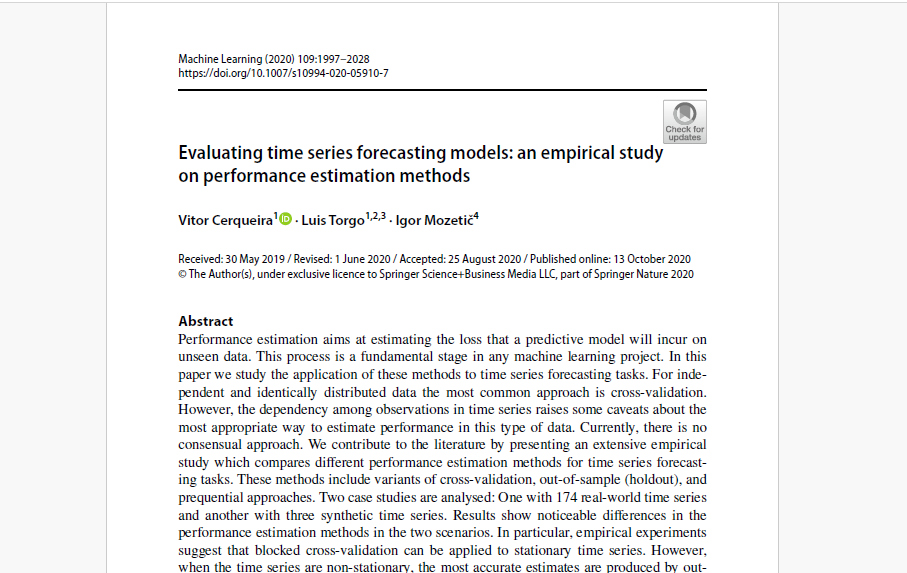 Machine Learning (2020) 109:1997–2028
https://doi.org/10.1007/s10994-020-05910-7
Check for
updates
Evaluating time series forecasting models: an empirical study
on performance estimation methods
Vitor Cerqueira1 iD · Luis Torgo1,2,3 · Igor Mozetič4
Received: 30 May 2019 / Revised: 1 June 2020 / Accepted: 25 August 2020 / Published online: 13 October 2020
© The Author(s), under exclusive licence to Springer Science+Business Media LLC, part of Springer Nature 2020
Abstract
Performance estimation aims at estimating the loss that a predictive model will incur on
unseen data. This process is a fundamental stage in any machine learning project. In this
paper we study the application of these methods to time series forecasting tasks. For inde-
pendent and identically distributed data the most common approach is cross-validation.
However, the dependency among observations in time series raises some caveats about the
most appropriate way to estimate performance in this type of data. Currently, there is no
consensual approach. We contribute to the literature by presenting an extensive empirical
study which compares different performance estimation methods for time series forecast-
ing tasks. These methods include variants of cross-validation, out-of-sample (holdout), and
prequential approaches. Two case studies are analysed: One with 174 real-world time series
and another with three synthetic time series. Results show noticeable differences in the
performance estimation methods in the two scenarios. In particular, empirical experiments
suggest that blocked cross-validation can be applied to stationary time series. However,
when the time series are non-stationary, the most accurate estimates are produced by out-